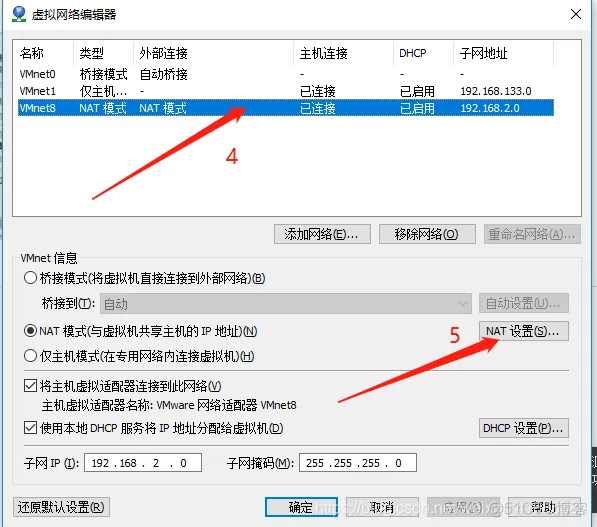 虚拟网络编辑器
名称 类型 外部连接 主机连接 DHCP 子网地址
VMnet0 桥接模式 自动桥接 - - -
VMnet1 仅主机... - 已连接 已启用 192.168.133.0
VMnet8 NAT 模式 NAT 模式 已连接 已启用 192.168.2.0
4
添加网络(E)... 移除网络(O) 重命名网络(A)...
VMnet 信息
桥接模式(将虚拟机直接连接到外部网络)(B)
桥接到(T): 自动 自动设置(U)...
5
NAT 模式(与虚拟机共享主机的 IP 地址)(N) NAT 设置(S)...
仅主机模式(在专用网络内连接虚拟机)(H)
将主机虚拟适配器连接到此网络(V)
主机虚拟适配器名称: VMware 网络适配器 VMnet8
使用本地 DHCP 服务将 IP 地址分配给虚拟机(D) DHCP 设置(P)...
子网 IP (I): 192 .168 . 2 . 0 子网掩码(M): 255 .255 .255 . 0
还原默认设置(R) 确定 取消 帮助